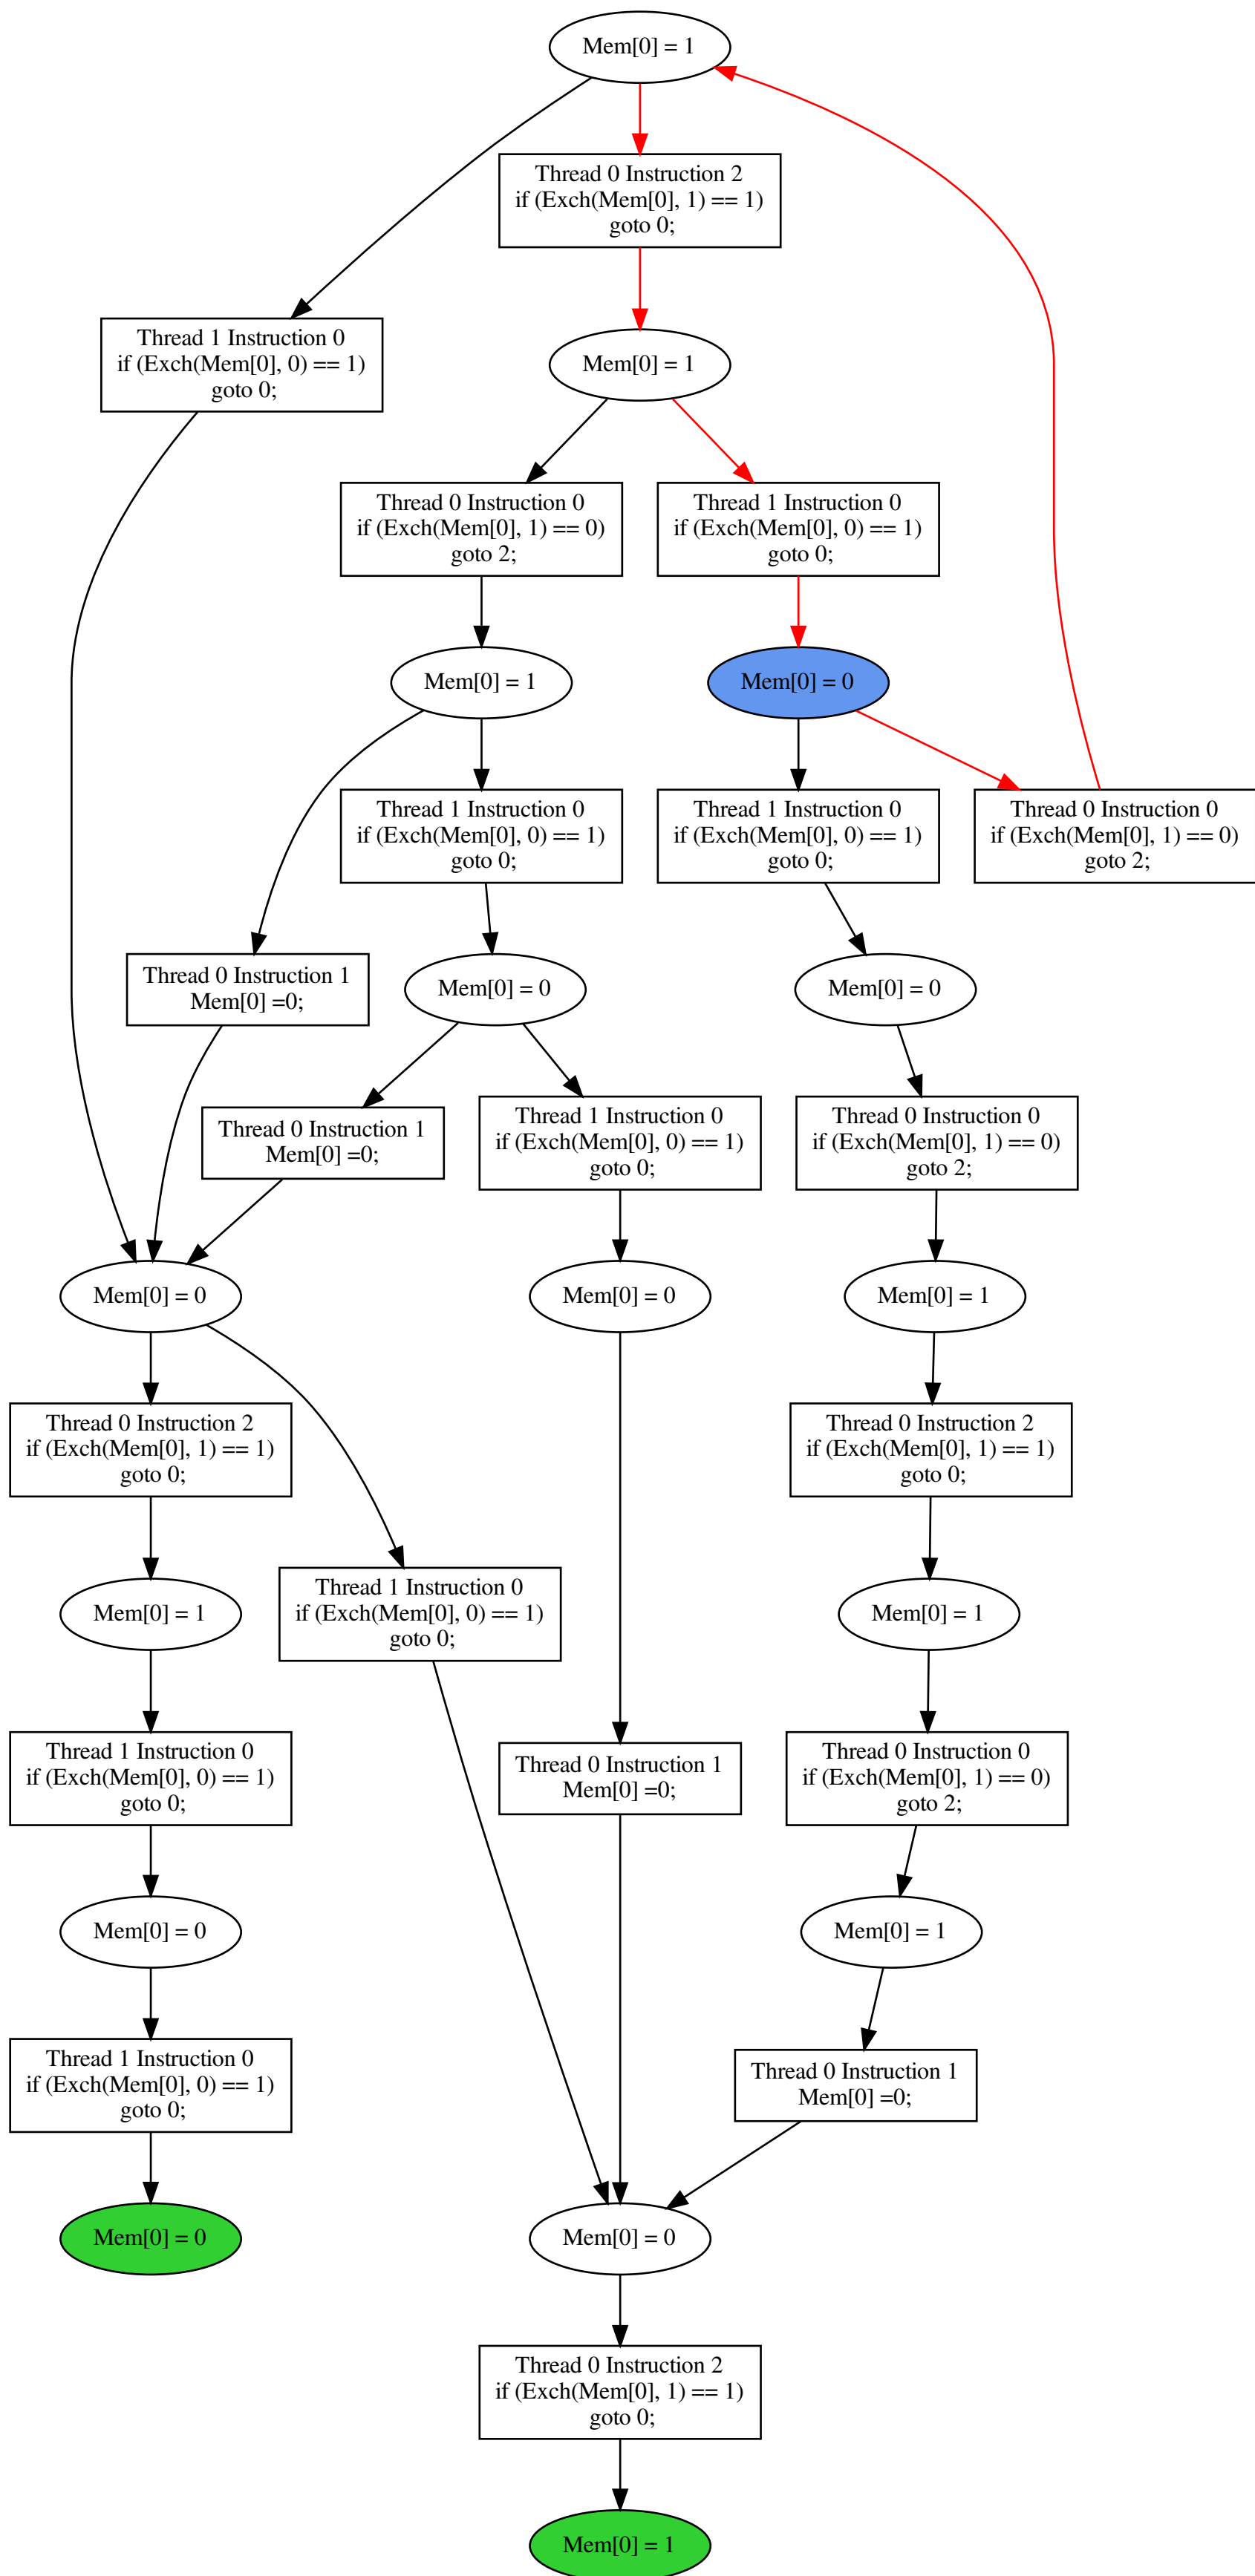 Mem[0] = 1
Thread 0 Instruction 2
if (Exch(Mem[0], 1) == 1)
goto 0;
Thread 1 Instruction 0
if (Exch(Mem[0], 0) == 1)
goto 0;
Mem[0] = 1
Thread 0 Instruction 0
if (Exch(Mem[0], 1) == 0)
goto 2;
Thread 1 Instruction 0
if (Exch(Mem[0], 0) == 1)
goto 0;
Mem[0] = 1
Mem[0] = 0
Thread 1 Instruction 0
if (Exch(Mem[0], 0) == 1)
goto 0;
Thread 1 Instruction 0
if (Exch(Mem[0], 0) == 1)
goto 0;
Thread 0 Instruction 0
if (Exch(Mem[0], 1) == 0)
goto 2;
Thread 0 Instruction 1
Mem[0] =0;
Mem[0] = 0
Mem[0] = 0
Thread 0 Instruction 1
Mem[0] =0;
Thread 1 Instruction 0
if (Exch(Mem[0], 0) == 1)
goto 0;
Thread 0 Instruction 0
if (Exch(Mem[0], 1) == 0)
goto 2;
Mem[0] = 0
Mem[0] = 0
Mem[0] = 1
Thread 0 Instruction 2
if (Exch(Mem[0], 1) == 1)
goto 0;
Thread 0 Instruction 2
if (Exch(Mem[0], 1) == 1)
goto 0;
Mem[0] = 1
Thread 1 Instruction 0
if (Exch(Mem[0], 0) == 1)
goto 0;
Mem[0] = 1
Thread 1 Instruction 0
if (Exch(Mem[0], 0) == 1)
goto 0;
Thread 0 Instruction 1
Mem[0] =0;
Thread 0 Instruction 0
if (Exch(Mem[0], 1) == 0)
goto 2;
Mem[0] = 0
Mem[0] = 1
Thread 1 Instruction 0
if (Exch(Mem[0], 0) == 1)
goto 0;
Thread 0 Instruction 1
Mem[0] =0;
Mem[0] = 0
Mem[0] = 0
Thread 0 Instruction 2
if (Exch(Mem[0], 1) == 1)
goto 0;
Mem[0] = 1